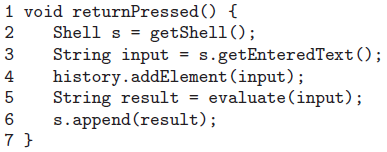 1 void returnPressed() {
2    Shell s = getShell();
3    String input = s.getEnteredText();
4    history.addElement(input);
5    String result = evaluate(input);
6    s.append(result);
7 }